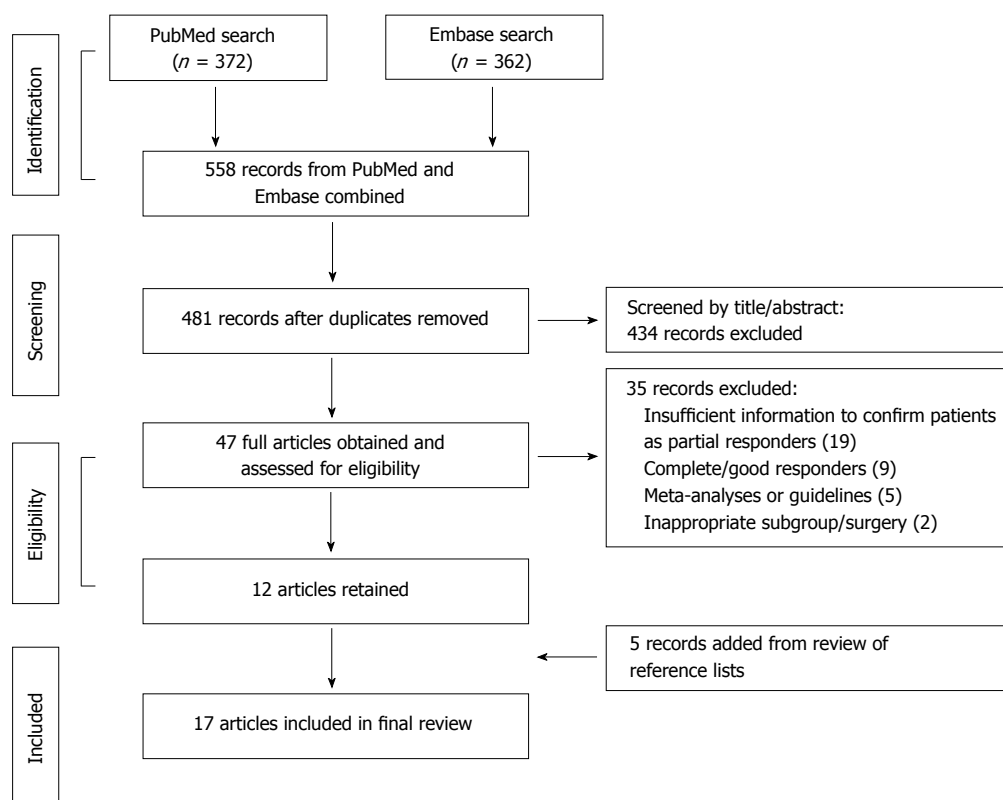 PubMed search
(n = 372)
Embase search
(n = 362)
Identification
558 records from PubMed and
Embase combined
Screening
481 records after duplicates removed
Screened by title/abstract:
434 records excluded
35 records excluded:
Insufficient information to confirm patients
as partial responders (19)
Complete/good responders (9)
Meta-analyses or guidelines (5)
Inappropriate subgroup/surgery (2)
Eligibility
47 full articles obtained and
assessed for eligibility
12 articles retained
5 records added from review of
reference lists
Included
17 articles included in final review